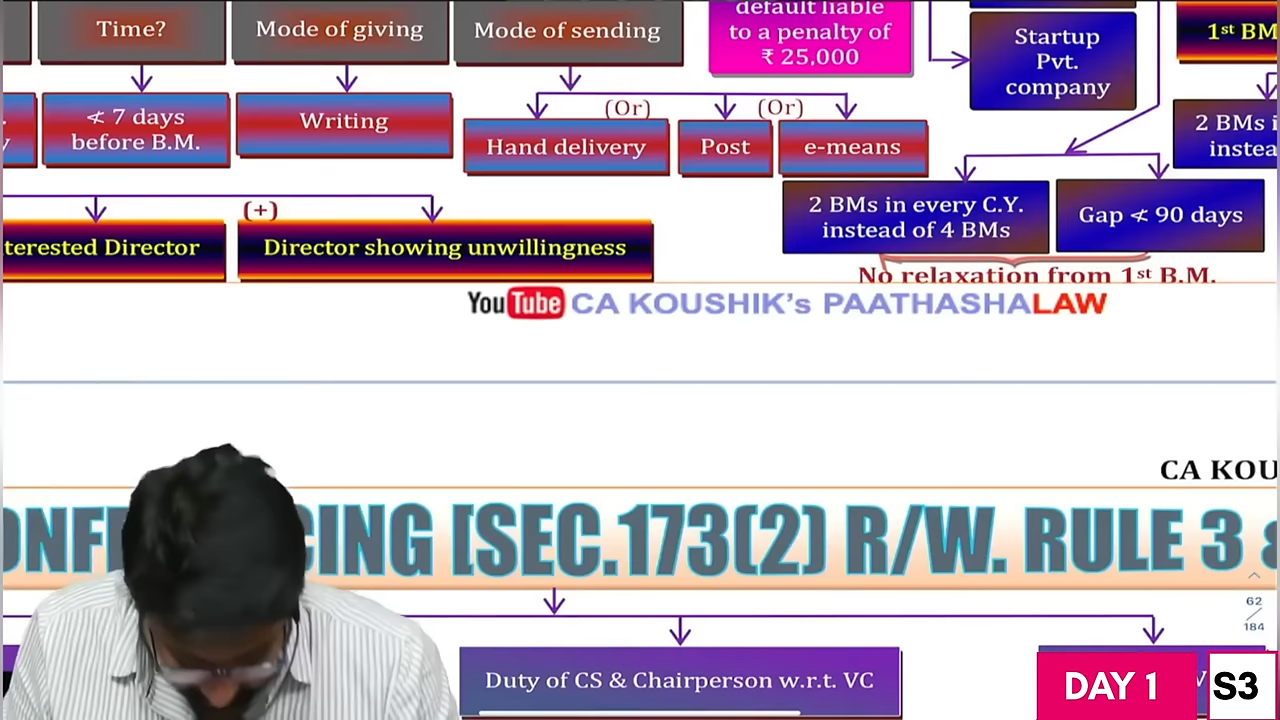 default liable
to a penalty of
₹ 25,000
Time?
Mode of giving
Mode of sending
Startup
Pvt.
company
1st BM
≮ 7 days
before B.M.
Writing
(Or)
(Or)
Hand delivery
Post
e-means
2 BMs
instea
2 BMs in every C.Y.
instead of 4 BMs
Gap ≮ 90 days
(+)
terested Director
Director showing unwillingness
No relaxation from 1st B.M.
YouTube CA KOUSHIK's PAATHASHALAW
CA KOU
ONF CING [SEC.173(2) R/W. RULE 3
62
184
Duty of CS & Chairperson w.r.t. VC
DAY 1
S3